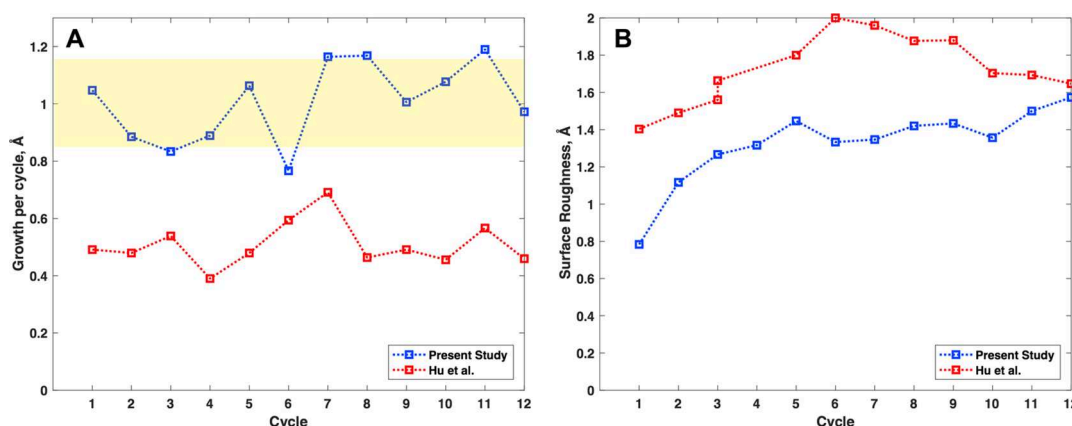 A
Growth per cycle, Å
1.2
1
0.8
0.6
0.4
0.2
0
1 2 3 4 5 6 7 8 9 10 11 12
Cycle
Present Study
Hu et al.
B
Surface Roughness, Å
2
1.8
1.6
1.4
1.2
1
0.8
0.6
0.4
0.2
0
1 2 3 4 5 6 7 8 9 10 11 12
Cycle
Present Study
Hu et al.